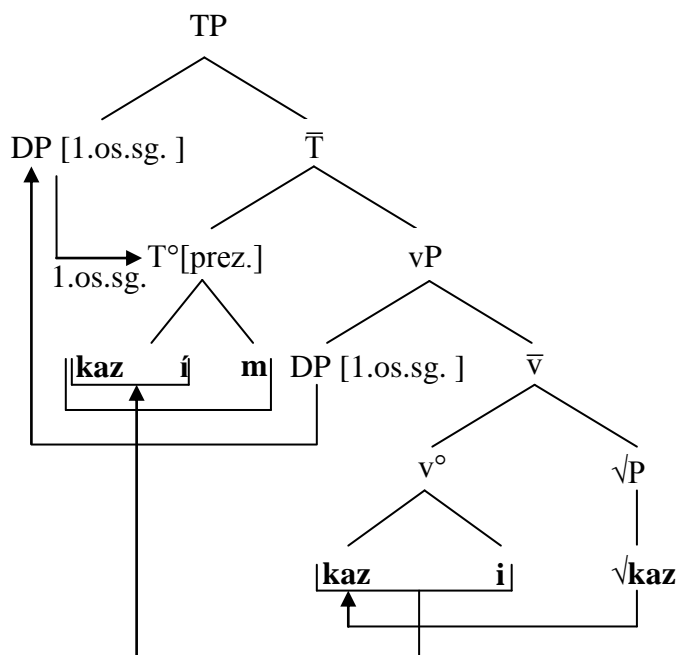 TP
DP [1.os.sg. ] T̅
1.os.sg. T°[prez.] vP
kaz í m DP [1.os.sg. ] v̅
v° √P
kaz i √kaz